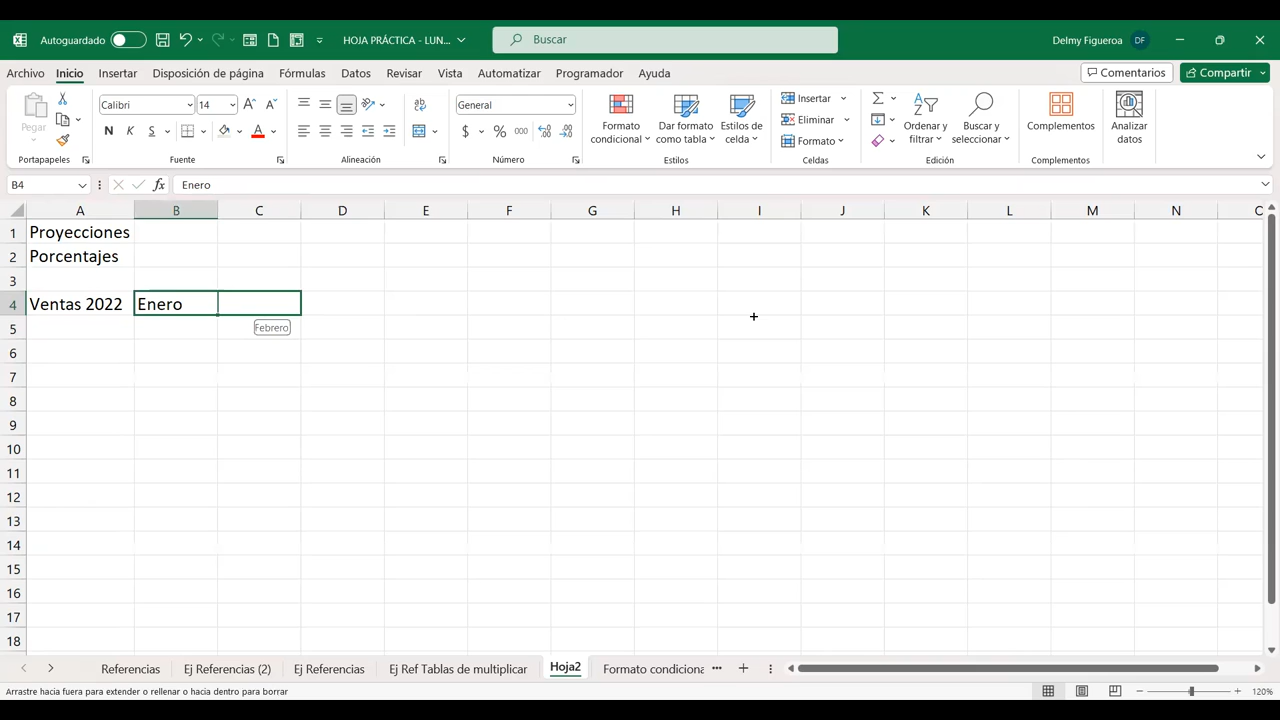 Autoguardado
HOJA PRÁCTICA - LUN...
Buscar
Delmy Figueroa
DF
Archivo Inicio Insertar Disposición de página Fórmulas Datos Revisar Vista Automatizar Programador Ayuda
Comentarios
Compartir
Pegar
Portapapeles
Calibri
14
N K S
Fuente
Alineación
General
$ % 000
Número
Formato condicional
Dar formato como tabla
Estilos de celda
Estilos
Insertar
Eliminar
Formato
Celdas
Ordenar y filtrar
Buscar y seleccionar
Edición
Complementos
Complementos
Analizar datos
B4
fx
Enero
A B C D E F G H I J K L M N O
1 Proyecciones
2 Porcentajes
3
4 Ventas 2022 Enero
5 Febrero
6
7
8
9
10
11
12
13
14
15
16
17
18
Referencias Ej Referencias (2) Ej Referencias Ej Ref Tablas de multiplicar Hoja2 Formato condiciona ...
Arrastre hacia fuera para extender o rellenar o hacia dentro para borrar
120%